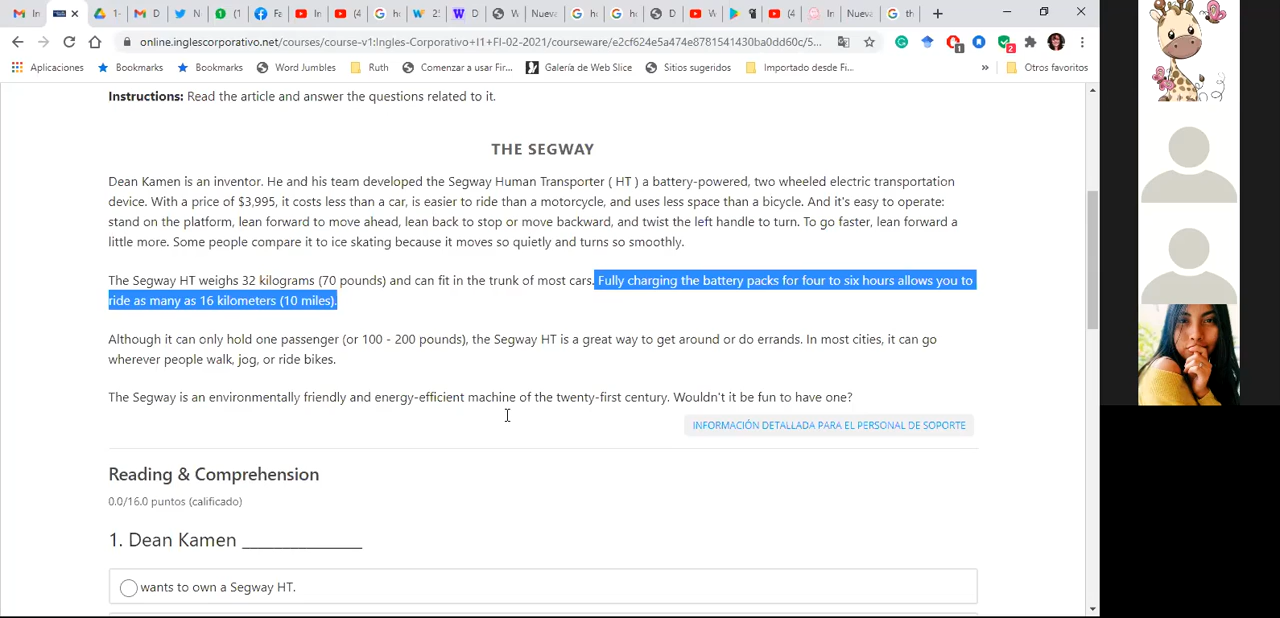 In
1-
D
N
(1
Fa
In
(4
G h
2!
D
W
Nueva
h
h
D
W
(4
In
Nueva
th
online.inglescorporativo.net/courses/course-v1:Ingles-Corporativo+I1+FI-02-2021/courseware/e2cf624e5a474e8781541430ba0dd60c/5...
Aplicaciones Bookmarks Bookmarks Word Jumbles Ruth Comenzar a usar Fir... Galería de Web Slice Sitios sugeridos Importado desde Fi... » Otros favoritos
Instructions: Read the article and answer the questions related to it.
THE SEGWAY
Dean Kamen is an inventor. He and his team developed the Segway Human Transporter ( HT ) a battery-powered, two wheeled electric transportation
device. With a price of $3,995, it costs less than a car, is easier to ride than a motorcycle, and uses less space than a bicycle. And it's easy to operate:
stand on the platform, lean forward to move ahead, lean back to stop or move backward, and twist the left handle to turn. To go faster, lean forward a
little more. Some people compare it to ice skating because it moves so quietly and turns so smoothly.
The Segway HT weighs 32 kilograms (70 pounds) and can fit in the trunk of most cars. Fully charging the battery packs for four to six hours allows you to
ride as many as 16 kilometers (10 miles).
Although it can only hold one passenger (or 100 - 200 pounds), the Segway HT is a great way to get around or do errands. In most cities, it can go
wherever people walk, jog, or ride bikes.
The Segway is an environmentally friendly and energy-efficient machine of the twenty-first century. Wouldn't it be fun to have one?
INFORMACIÓN DETALLADA PARA EL PERSONAL DE SOPORTE
Reading & Comprehension
0.0/16.0 puntos (calificado)
1. Dean Kamen _______________
wants to own a Segway HT.